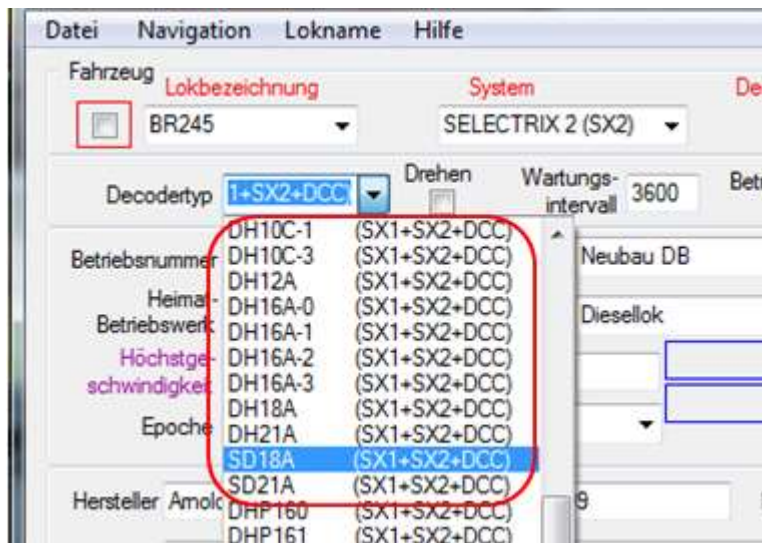 Datei Navigation Lokname Hilfe
Fahrzeug
Lokbezeichnung System
BR245 SELECTRIX 2 (SX2)
Decodertyp 1+SX2+DCC) Drehen Wartungs-
intervall 3600
DH10C-1 (SX1+SX2+DCC)
Betriebsnummer DH10C-3 (SX1+SX2+DCC) Neubau DB
DH12A (SX1+SX2+DCC)
Heimat-
Betriebswerk DH16A-0 (SX1+SX2+DCC) Diesellok
DH16A-1 (SX1+SX2+DCC)
Höchstge-
schwindigkeit DH16A-2 (SX1+SX2+DCC)
DH16A-3 (SX1+SX2+DCC)
DH18A (SX1+SX2+DCC)
Epoche DH21A (SX1+SX2+DCC)
SD18A (SX1+SX2+DCC)
SD21A (SX1+SX2+DCC)
Hersteller DHP160 (SX1+SX2+DCC) 9
DHP161 (SX1+SX2+DCC)